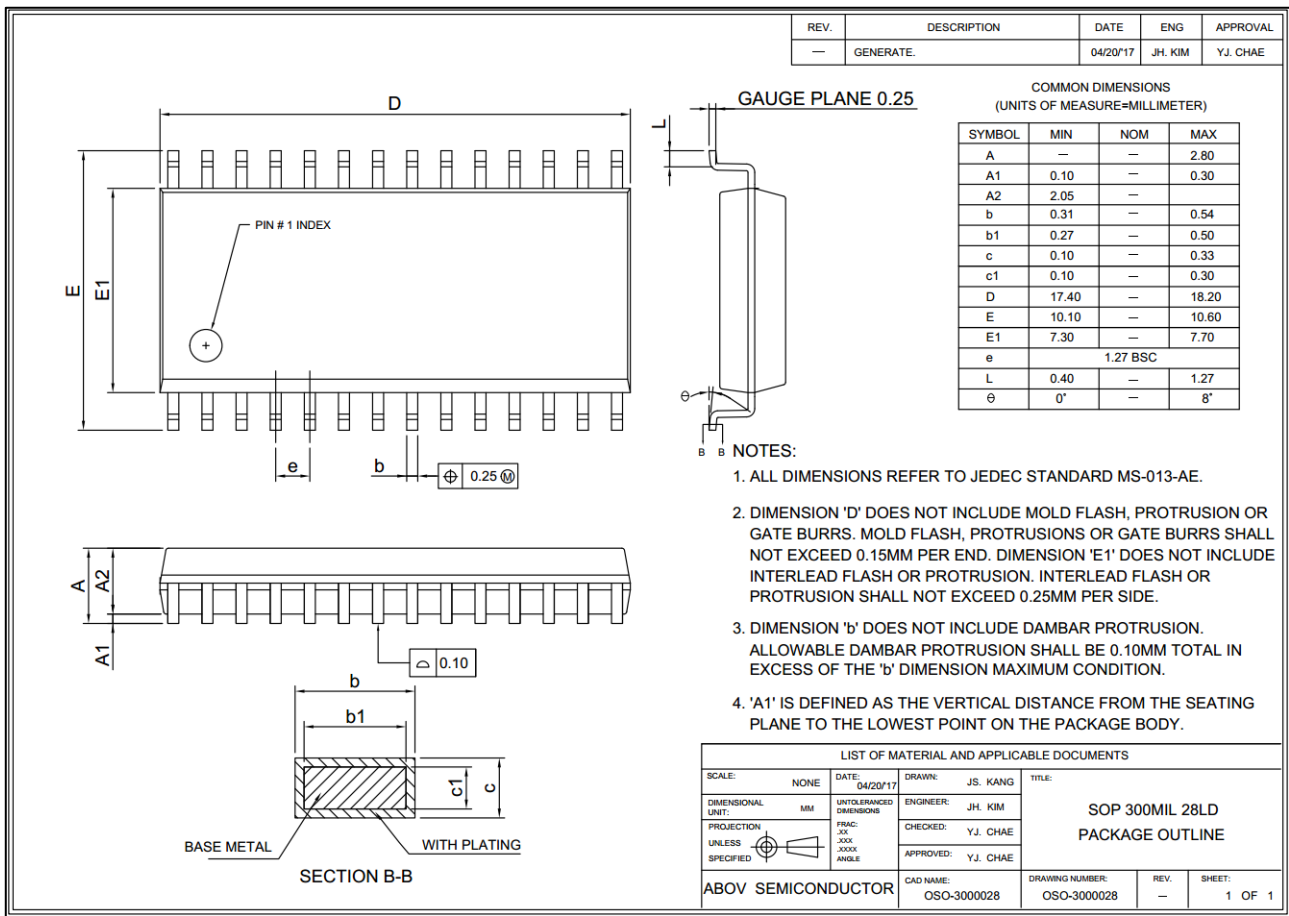 REV. DESCRIPTION DATE ENG APPROVAL
— GENERATE. 04/20/'17 JH. KIM YJ. CHAE
COMMON DIMENSIONS
(UNITS OF MEASURE=MILLIMETER)
SYMBOL MIN NOM MAX
A — — 2.80
A1 0.10 — 0.30
A2 2.05 —
b 0.31 — 0.54
b1 0.27 — 0.50
c 0.10 — 0.33
c1 0.10 — 0.30
D 17.40 — 18.20
E 10.10 — 10.60
E1 7.30 — 7.70
e 1.27 BSC
L 0.40 — 1.27
θ 0° — 8°
D
GAUGE PLANE 0.25
L
PIN # 1 INDEX
E
E1
θ
B B
e
b
⌖ 0.25 Ⓜ
A
A2
A1
⌓ 0.10
b
b1
c1
c
BASE METAL
WITH PLATING
SECTION B-B
NOTES:
1. ALL DIMENSIONS REFER TO JEDEC STANDARD MS-013-AE.
2. DIMENSION 'D' DOES NOT INCLUDE MOLD FLASH, PROTRUSION OR
GATE BURRS. MOLD FLASH, PROTRUSIONS OR GATE BURRS SHALL
NOT EXCEED 0.15MM PER END. DIMENSION 'E1' DOES NOT INCLUDE
INTERLEAD FLASH OR PROTRUSION. INTERLEAD FLASH OR
PROTRUSION SHALL NOT EXCEED 0.25MM PER SIDE.
3. DIMENSION 'b' DOES NOT INCLUDE DAMBAR PROTRUSION.
ALLOWABLE DAMBAR PROTRUSION SHALL BE 0.10MM TOTAL IN
EXCESS OF THE 'b' DIMENSION MAXIMUM CONDITION.
4. 'A1' IS DEFINED AS THE VERTICAL DISTANCE FROM THE SEATING
PLANE TO THE LOWEST POINT ON THE PACKAGE BODY.
LIST OF MATERIAL AND APPLICABLE DOCUMENTS
SCALE: NONE
DATE: 04/20/'17
DRAWN: JS. KANG
TITLE:
SOP 300MIL 28LD
PACKAGE OUTLINE
DIMENSIONAL
UNIT: MM
UNTOLERANCED
DIMENSIONS
ENGINEER: JH. KIM
PROJECTION
UNLESS
SPECIFIED
FRAC:
.XX
.XXX
.XXXX
ANGLE
CHECKED: YJ. CHAE
APPROVED: YJ. CHAE
ABOV SEMICONDUCTOR
CAD NAME:
OSO-3000028
DRAWING NUMBER:
OSO-3000028
REV.
—
SHEET:
1 OF 1